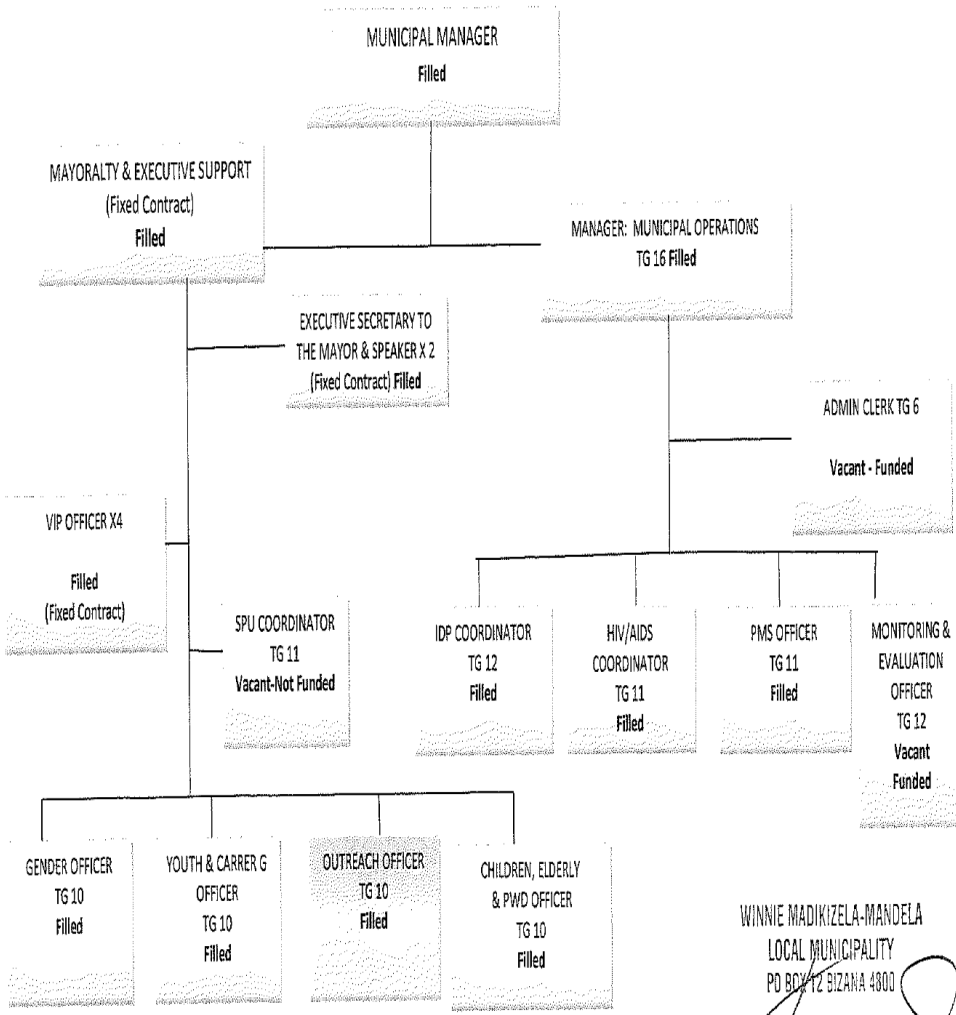 MUNICIPAL MANAGER
Filled
MAYORALTY & EXECUTIVE SUPPORT
(Fixed Contract)
Filled
MANAGER: MUNICIPAL OPERATIONS
TG 16 Filled
EXECUTIVE SECRETARY TO
THE MAYOR & SPEAKER X 2
(Fixed Contract) Filled
ADMIN CLERK TG 6
Vacant - Funded
VIP OFFICER X4
Filled
(Fixed Contract)
SPU COORDINATOR
TG 11
Vacant-Not Funded
IDP COORDINATOR
TG 12
Filled
HIV/AIDS
COORDINATOR
TG 11
Filled
PMS OFFICER
TG 11
Filled
MONITORING &
EVALUATION
OFFICER
TG 12
Vacant
Funded
GENDER OFFICER
TG 10
Filled
YOUTH & CARRER G
OFFICER
TG 10
Filled
OUTREACH OFFICER
TG 10
Filled
CHILDREN, ELDERLY
& PWD OFFICER
TG 10
Filled
WINNIE MADIKIZELA-MANDELA
LOCAL MUNICIPALITY
PO BOX 12 BIZANA 4800